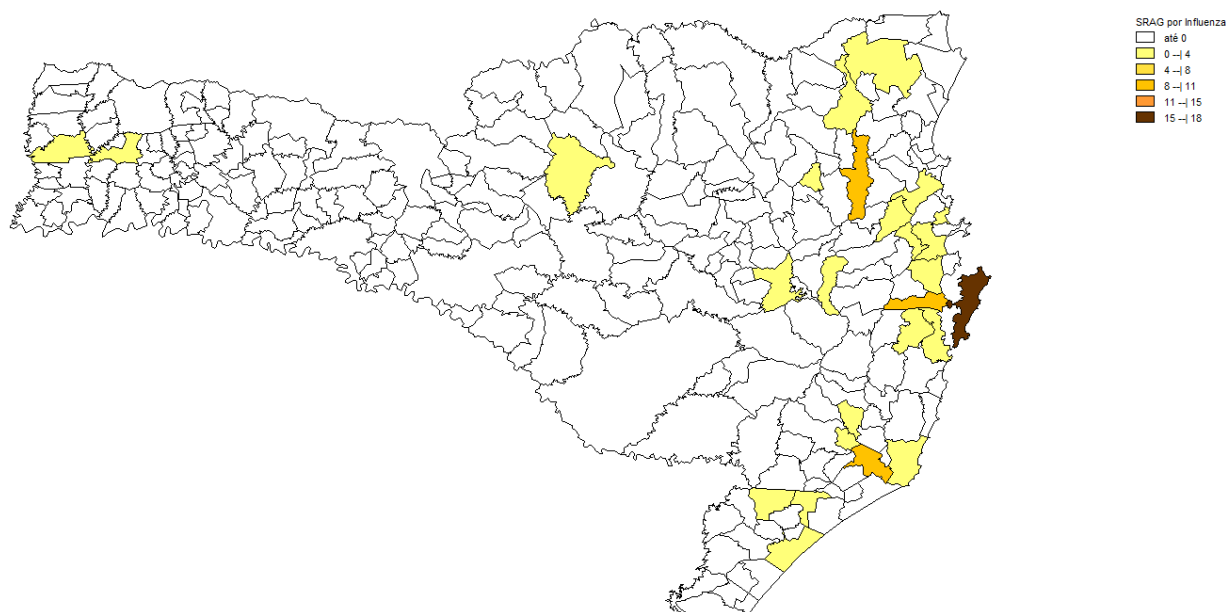 SRAG por Influenza
até 0
0 --| 4
4 --| 8
8 --| 11
11 --| 15
15 --| 18